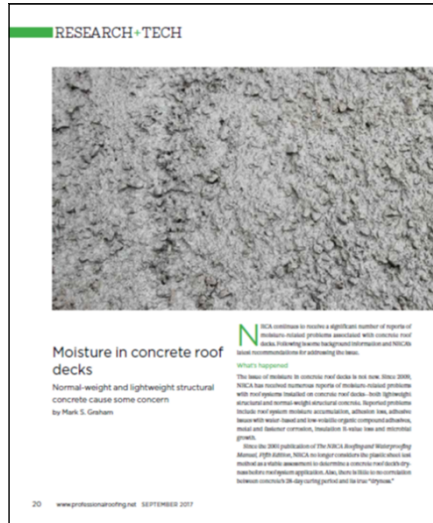 RESEARCH+TECH
Moisture in concrete roof
decks
Normal-weight and lightweight structural
concrete cause some concern
by Mark S. Graham
NRCA continues to receive a significant number of reports of
moisture-related problems associated with concrete roof
decks. Following is some background information and NRCA's
latest recommendations for addressing the issue.
What's happened
The issue of moisture in concrete roof decks is not new. Since 2009,
NRCA has received numerous reports of moisture-related problems
with roof systems installed on concrete roof decks—both lightweight
structural and normal-weight structural concrete. Reported problems
include roof system moisture accumulation, adhesion loss, adhesive
issues with water-based and low-volatile organic compound adhesives,
metal and fastener corrosion, insulation R-value loss and microbial
growth.
Since the 2001 publication of The NRCA Roofing and Waterproofing
Manual, Fifth Edition, NRCA no longer considers the plastic sheet test
method as a viable assessment to determine a concrete roof deck's dry-
ness before roof system application. Also, there is little to no correlation
between concrete's 28-day curing period and its true "dryness."
20 www.professionalroofing.net SEPTEMBER 2017